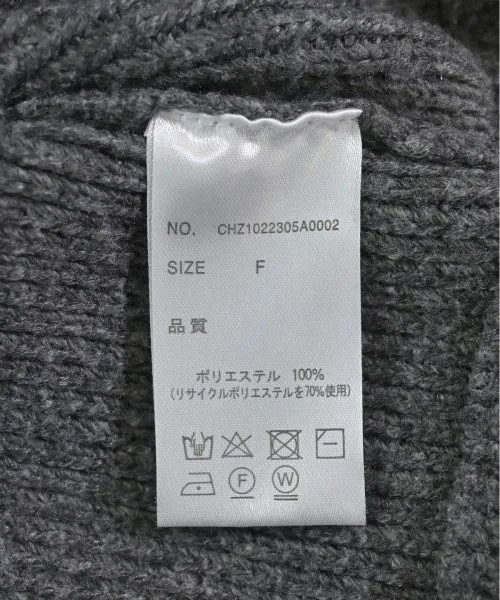 NO. CHZ1022305A0002
SIZE F
品質
ポリエステル 100%
(リサイクルポリエステルを70%使用)
F W